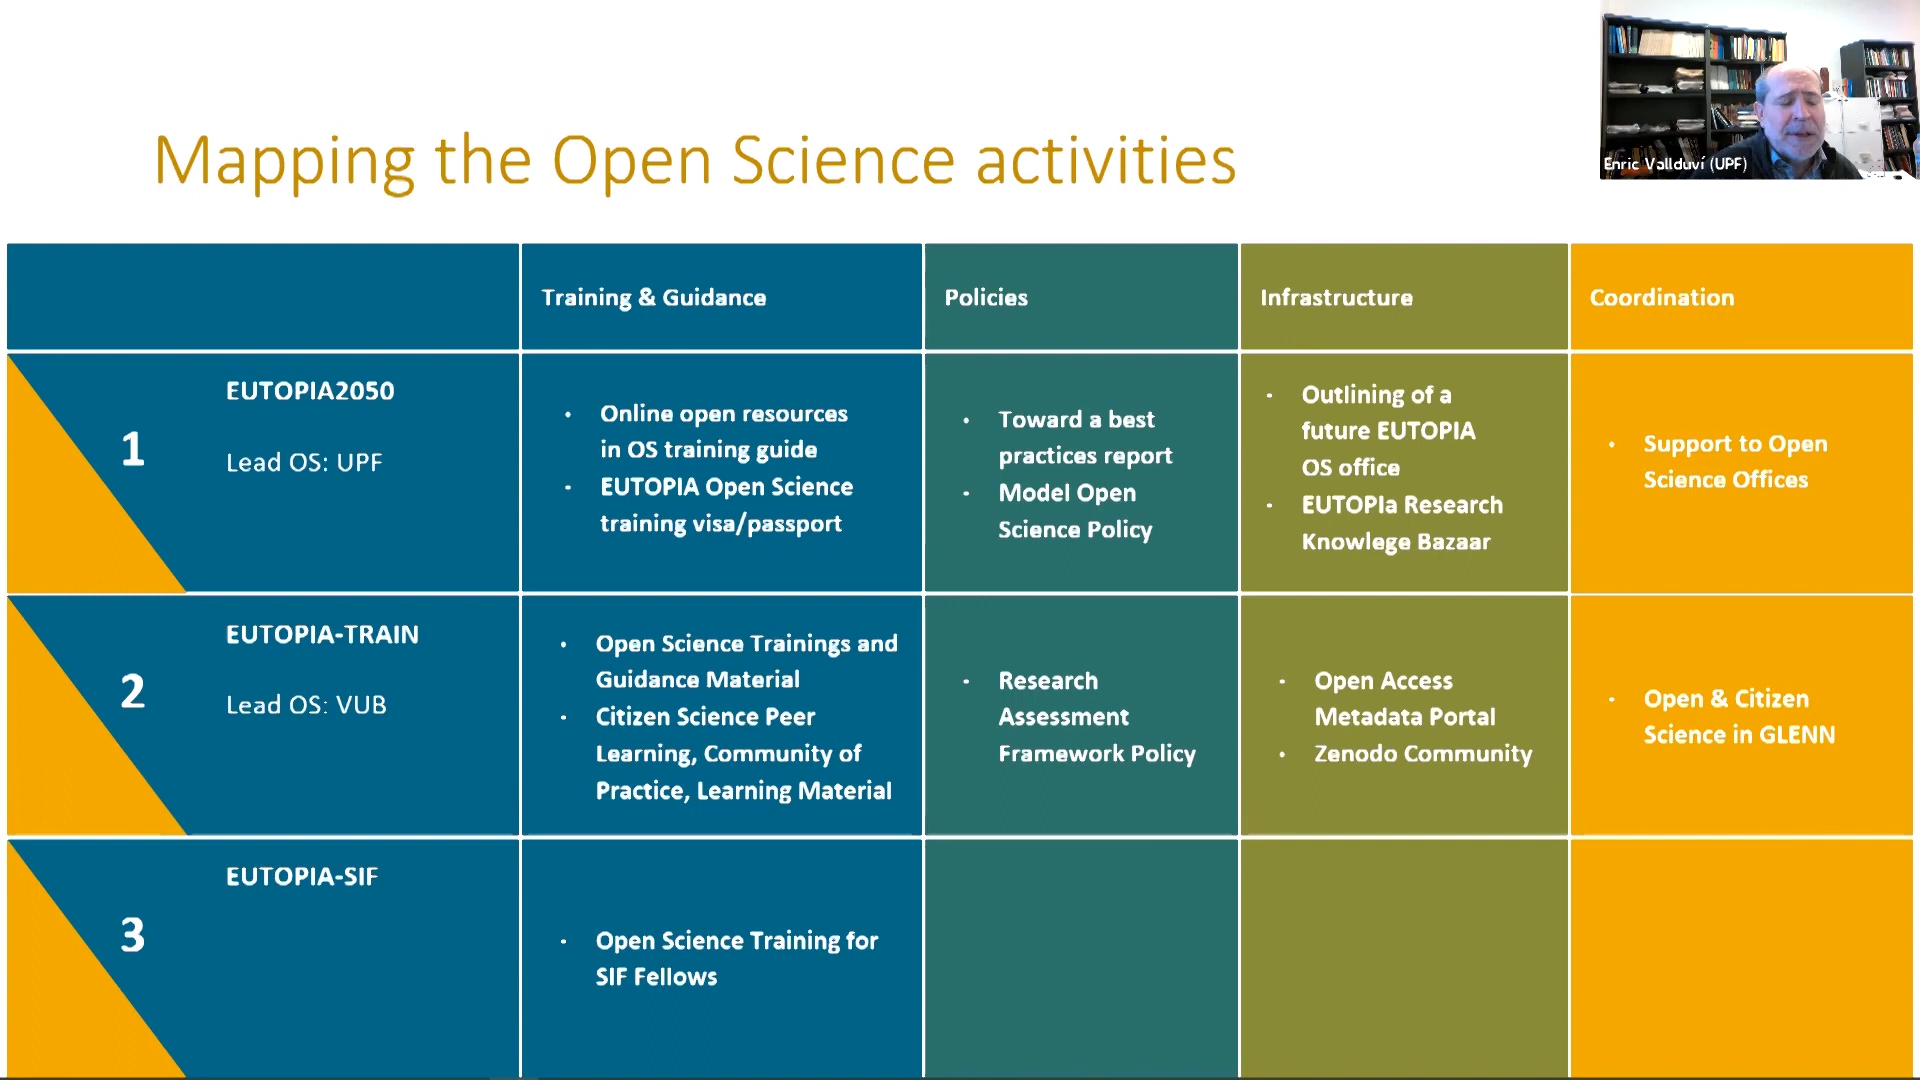 Enric Vallduví (UPF)
Mapping the Open Science activities
Training & Guidance
Policies
Infrastructure
Coordination
1
EUTOPIA2050
Lead OS: UPF
• Online open resources
in OS training guide
• EUTOPIA Open Science
training visa/passport
• Toward a best
practices report
• Model Open
Science Policy
• Outlining of a
future EUTOPIA
OS office
• EUTOPIa Research
Knowlege Bazaar
• Support to Open
Science Offices
2
EUTOPIA-TRAIN
Lead OS: VUB
• Open Science Trainings and
Guidance Material
• Citizen Science Peer
Learning, Community of
Practice, Learning Material
• Research
Assessment
Framework Policy
• Open Access
Metadata Portal
• Zenodo Community
• Open & Citizen
Science in GLENN
3
EUTOPIA-SIF
• Open Science Training for
SIF Fellows